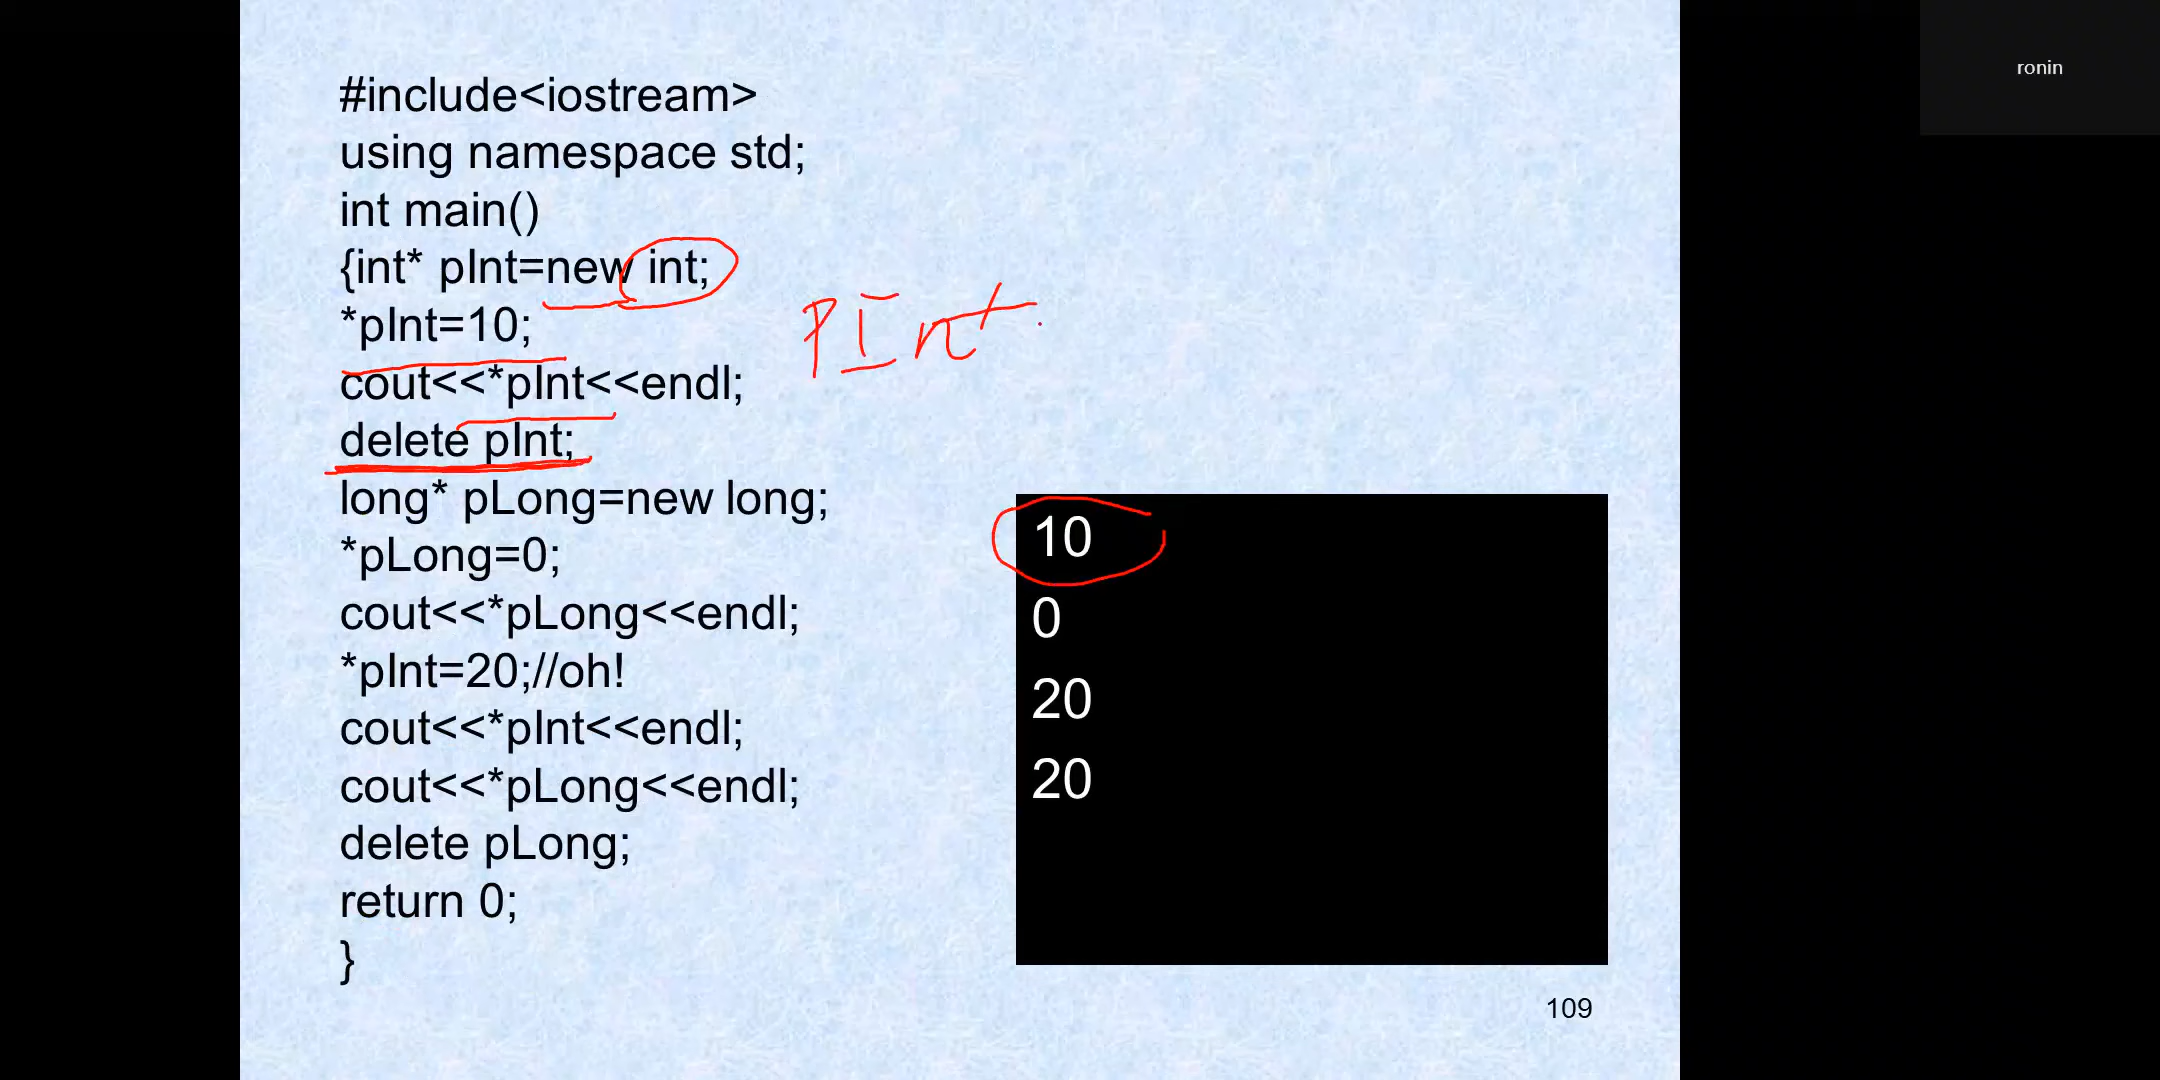 #include<iostream>
using namespace std;
int main()
{int* pInt=new int;
*pInt=10;
cout<<*pInt<<endl;
delete pInt;
long* pLong=new long;
*pLong=0;
cout<<*pLong<<endl;
*pInt=20;//oh!
cout<<*pInt<<endl;
cout<<*pLong<<endl;
delete pLong;
return 0;
}
PInt
10
0
20
20
109
ronin